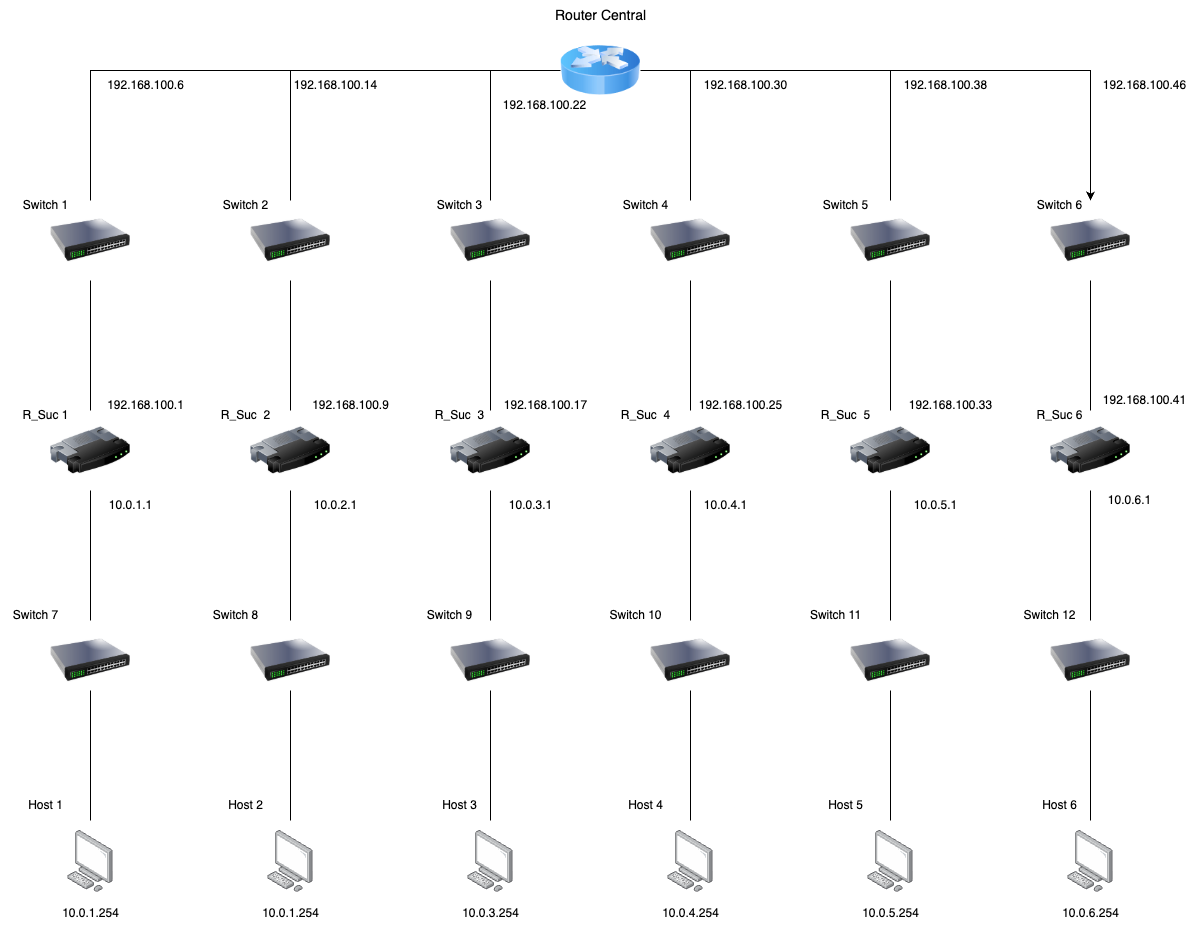 Router Central
192.168.100.6
192.168.100.14
192.168.100.22
192.168.100.30
192.168.100.38
192.168.100.46
Switch 1
Switch 2
Switch 3
Switch 4
Switch 5
Switch 6
R_Suc 1
192.168.100.1
R_Suc 2
192.168.100.9
R_Suc 3
192.168.100.17
R_Suc 4
192.168.100.25
R_Suc 5
192.168.100.33
R_Suc 6
192.168.100.41
10.0.1.1
10.0.2.1
10.0.3.1
10.0.4.1
10.0.5.1
10.0.6.1
Switch 7
Switch 8
Switch 9
Switch 10
Switch 11
Switch 12
Host 1
Host 2
Host 3
Host 4
Host 5
Host 6
10.0.1.254
10.0.1.254
10.0.3.254
10.0.4.254
10.0.5.254
10.0.6.254